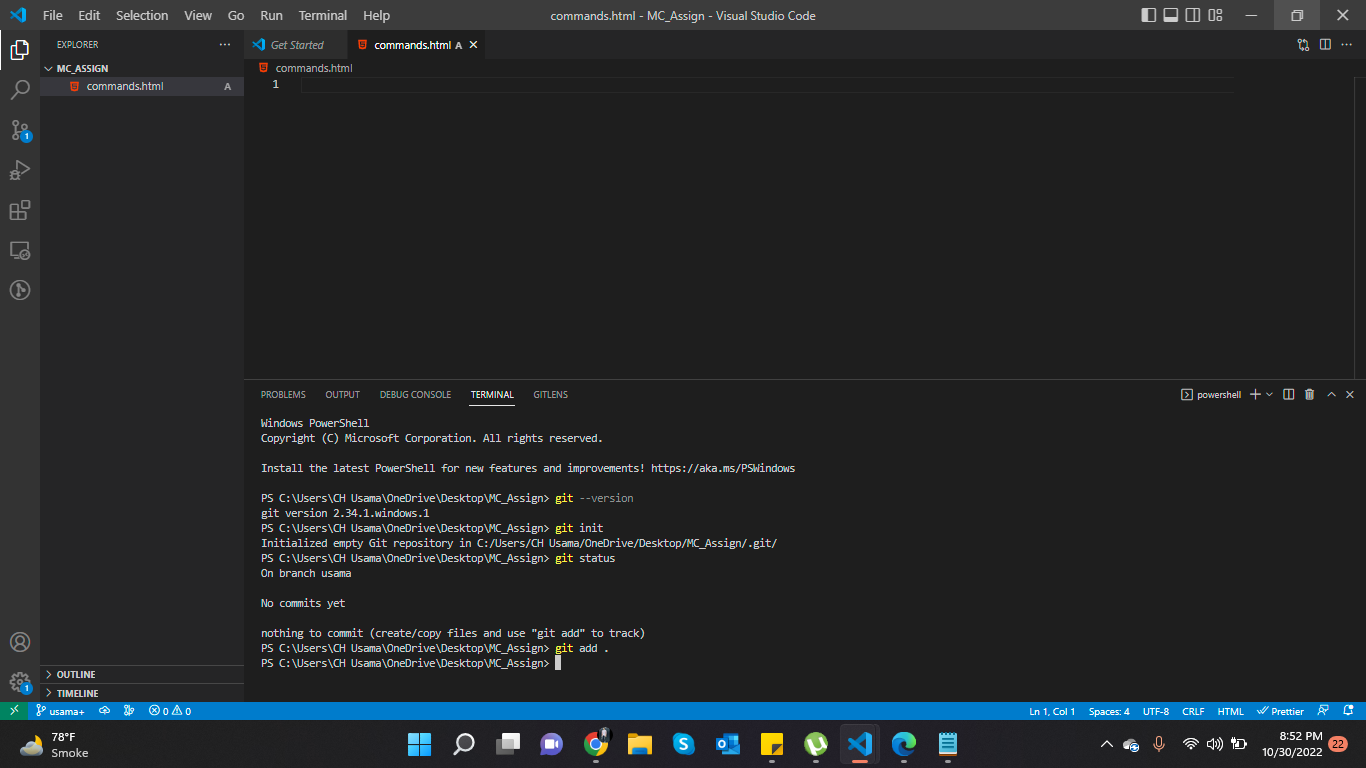 File Edit Selection View Go Run Terminal Help
commands.html - MC_Assign - Visual Studio Code
EXPLORER
Get Started
commands.html A
MC_ASSIGN
commands.html
commands.html A
1
1
1
PROBLEMS OUTPUT DEBUG CONSOLE TERMINAL GITLENS
powershell
Windows PowerShell
Copyright (C) Microsoft Corporation. All rights reserved.
Install the latest PowerShell for new features and improvements! https://aka.ms/PSWindows
PS C:\Users\CH Usama\OneDrive\Desktop\MC_Assign> git --version
git version 2.34.1.windows.1
PS C:\Users\CH Usama\OneDrive\Desktop\MC_Assign> git init
Initialized empty Git repository in C:/Users/CH Usama/OneDrive/Desktop/MC_Assign/.git/
PS C:\Users\CH Usama\OneDrive\Desktop\MC_Assign> git status
On branch usama
No commits yet
nothing to commit (create/copy files and use "git add" to track)
PS C:\Users\CH Usama\OneDrive\Desktop\MC_Assign> git add .
PS C:\Users\CH Usama\OneDrive\Desktop\MC_Assign>
OUTLINE
TIMELINE
usama+ 0 0
Ln 1, Col 1 Spaces: 4 UTF-8 CRLF HTML Prettier
78°F
Smoke
8:52 PM
10/30/2022
22